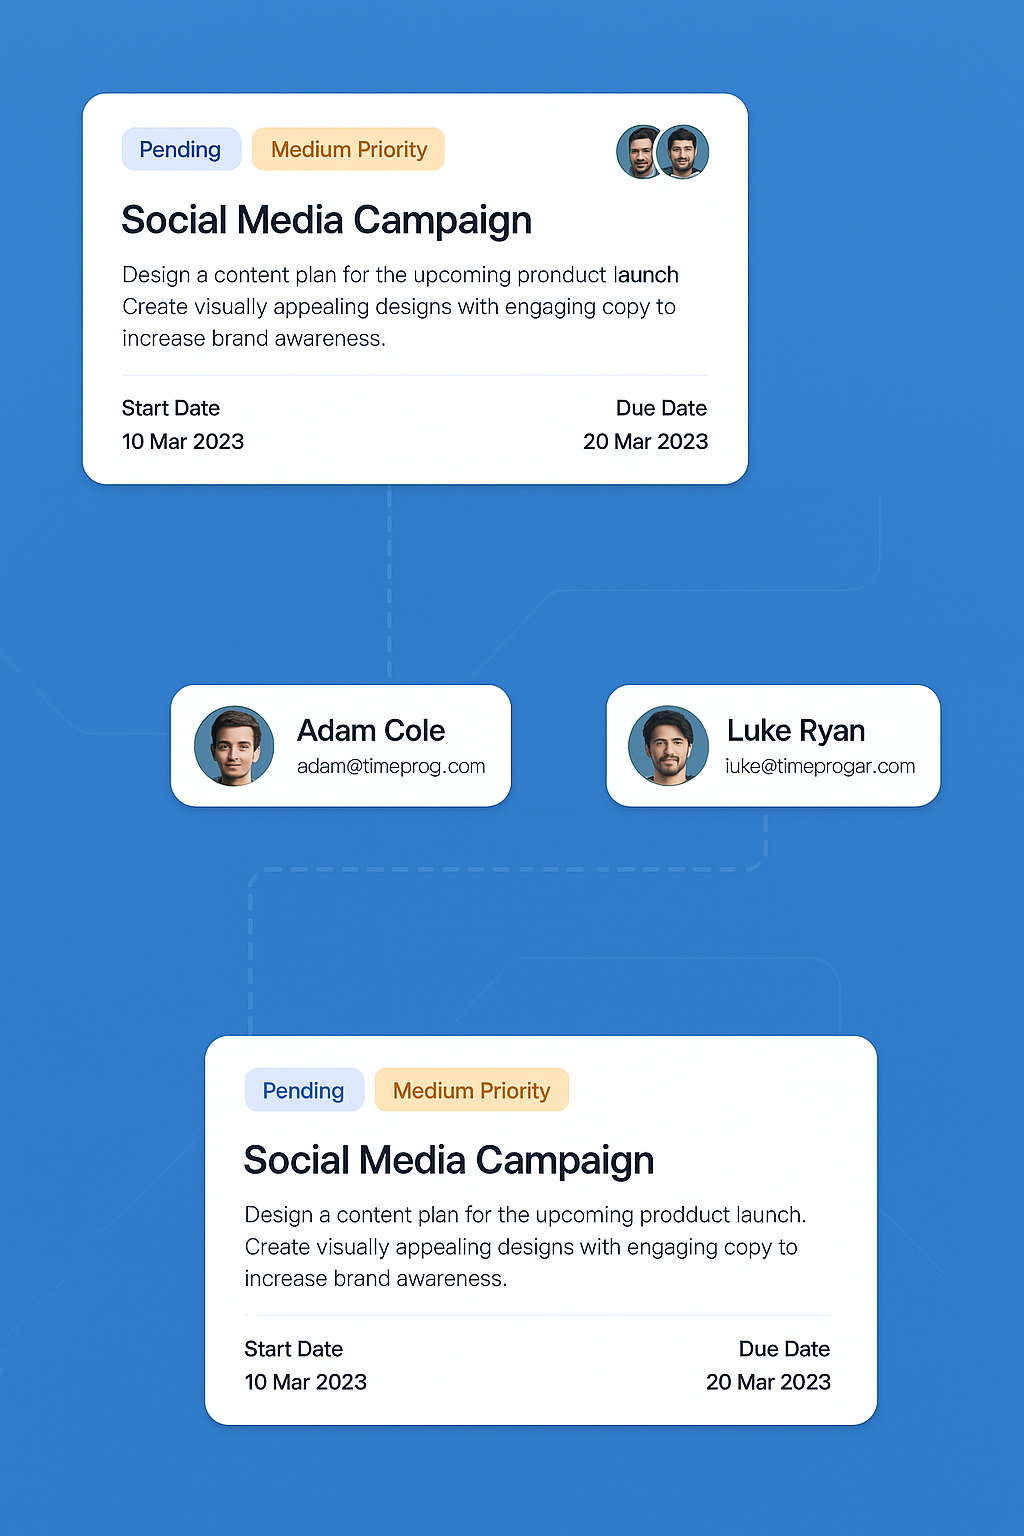 Pending Medium Priority
Social Media Campaign
Design a content plan for the upcoming pronduct launch
Create visually appealing designs with engaging copy to
increase brand awareness.
Start Date Due Date
10 Mar 2023 20 Mar 2023
Adam Cole
adam@timeprog.com
Luke Ryan
iuke@timeprogar.com
Pending Medium Priority
Social Media Campaign
Design a content plan for the upcoming prodduct launch.
Create visually appealing designs with engaging copy to
increase brand awareness.
Start Date Due Date
10 Mar 2023 20 Mar 2023